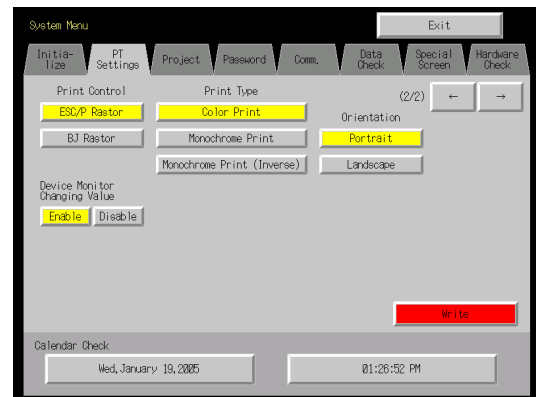 System Menu
Exit
Initia-
lize
PT
Settings
Project
Password
Comm.
Data
Check
Special
Screen
Hardware
Check
Print Control
Print Type
(2/2)
←
→
ESC/P Rastor
Color Print
Orientation
BJ Rastor
Monochrome Print
Portrait
Monochrome Print (Inverse)
Landscape
Device Monitor
Changing Value
Enable
Disable
Write
Calendar Check
Wed,January 19,2005
01:26:52 PM